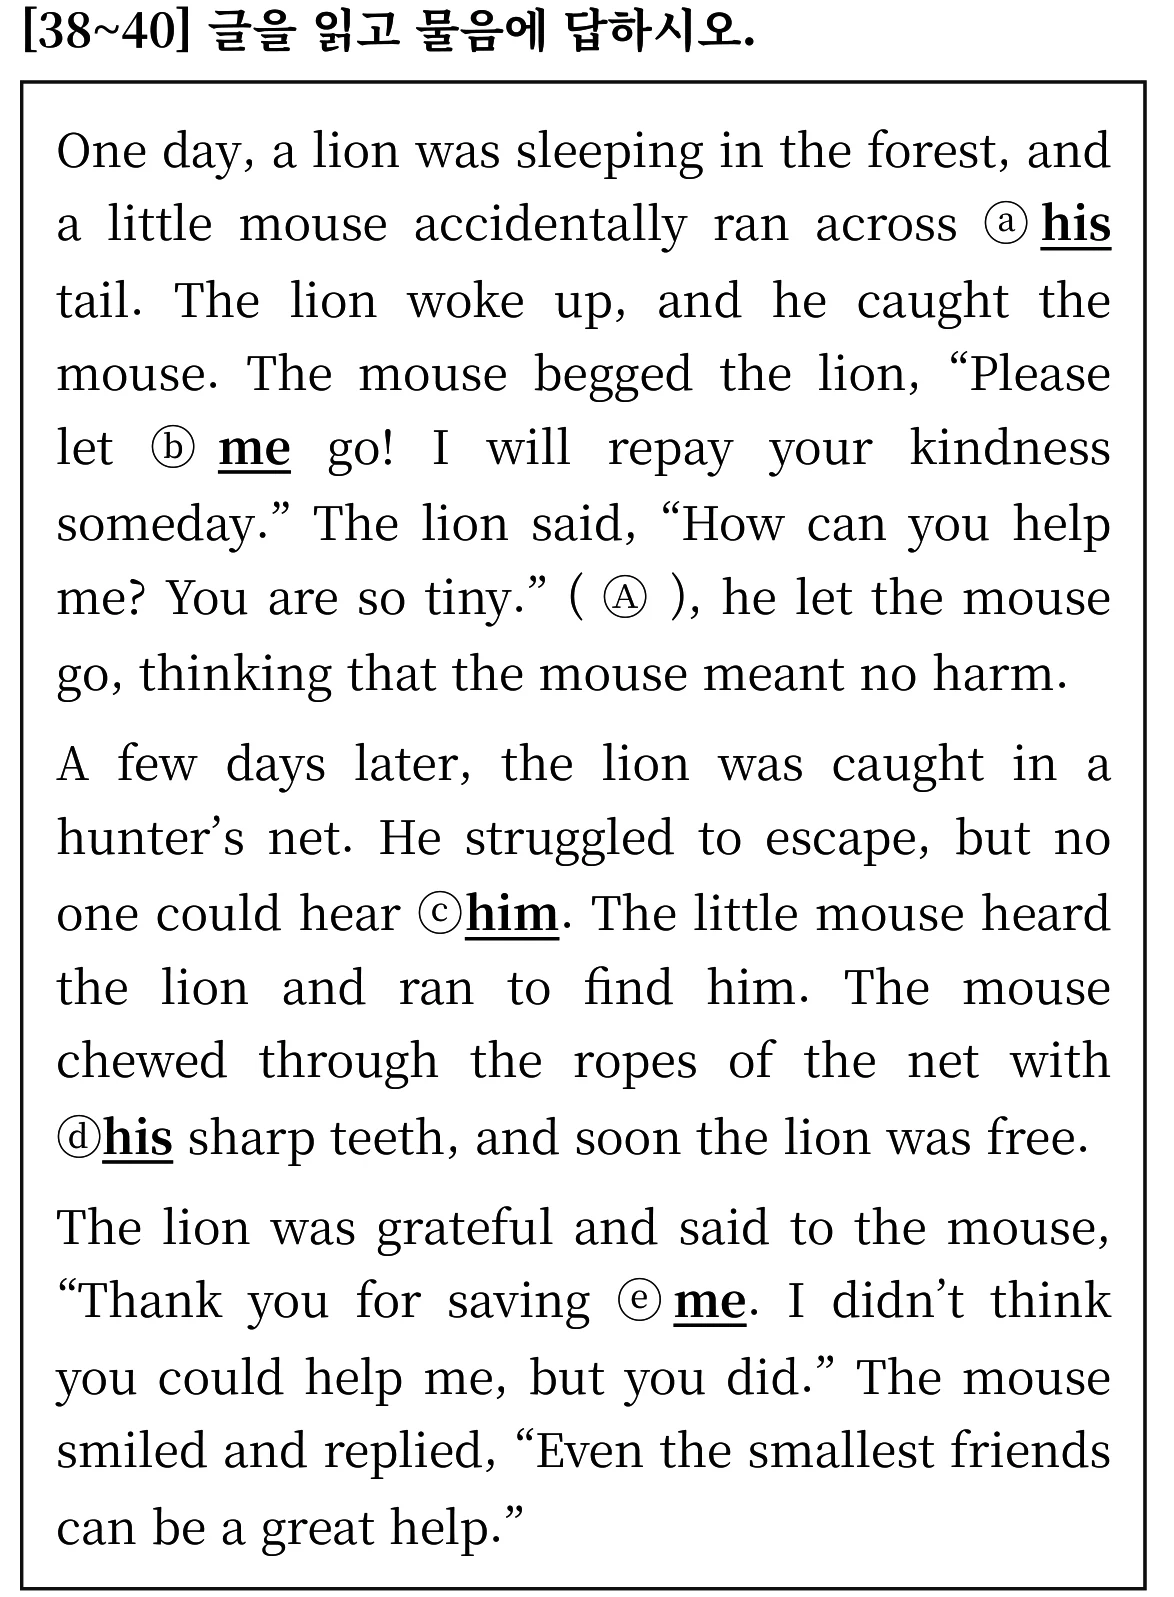 [38~40] 글을 읽고 물음에 답하시오.
One day, a lion was sleeping in the forest, and
a little mouse accidentally ran across ⓐ his
tail. The lion woke up, and he caught the
mouse. The mouse begged the lion, “Please
let ⓑ me go! I will repay your kindness
someday.” The lion said, “How can you help
me? You are so tiny.” ( Ⓐ ), he let the mouse
go, thinking that the mouse meant no harm.
A few days later, the lion was caught in a
hunter’s net. He struggled to escape, but no
one could hear ⓒhim. The little mouse heard
the lion and ran to find him. The mouse
chewed through the ropes of the net with
ⓓhis sharp teeth, and soon the lion was free.
The lion was grateful and said to the mouse,
“Thank you for saving ⓔ me. I didn’t think
you could help me, but you did.” The mouse
smiled and replied, “Even the smallest friends
can be a great help.”